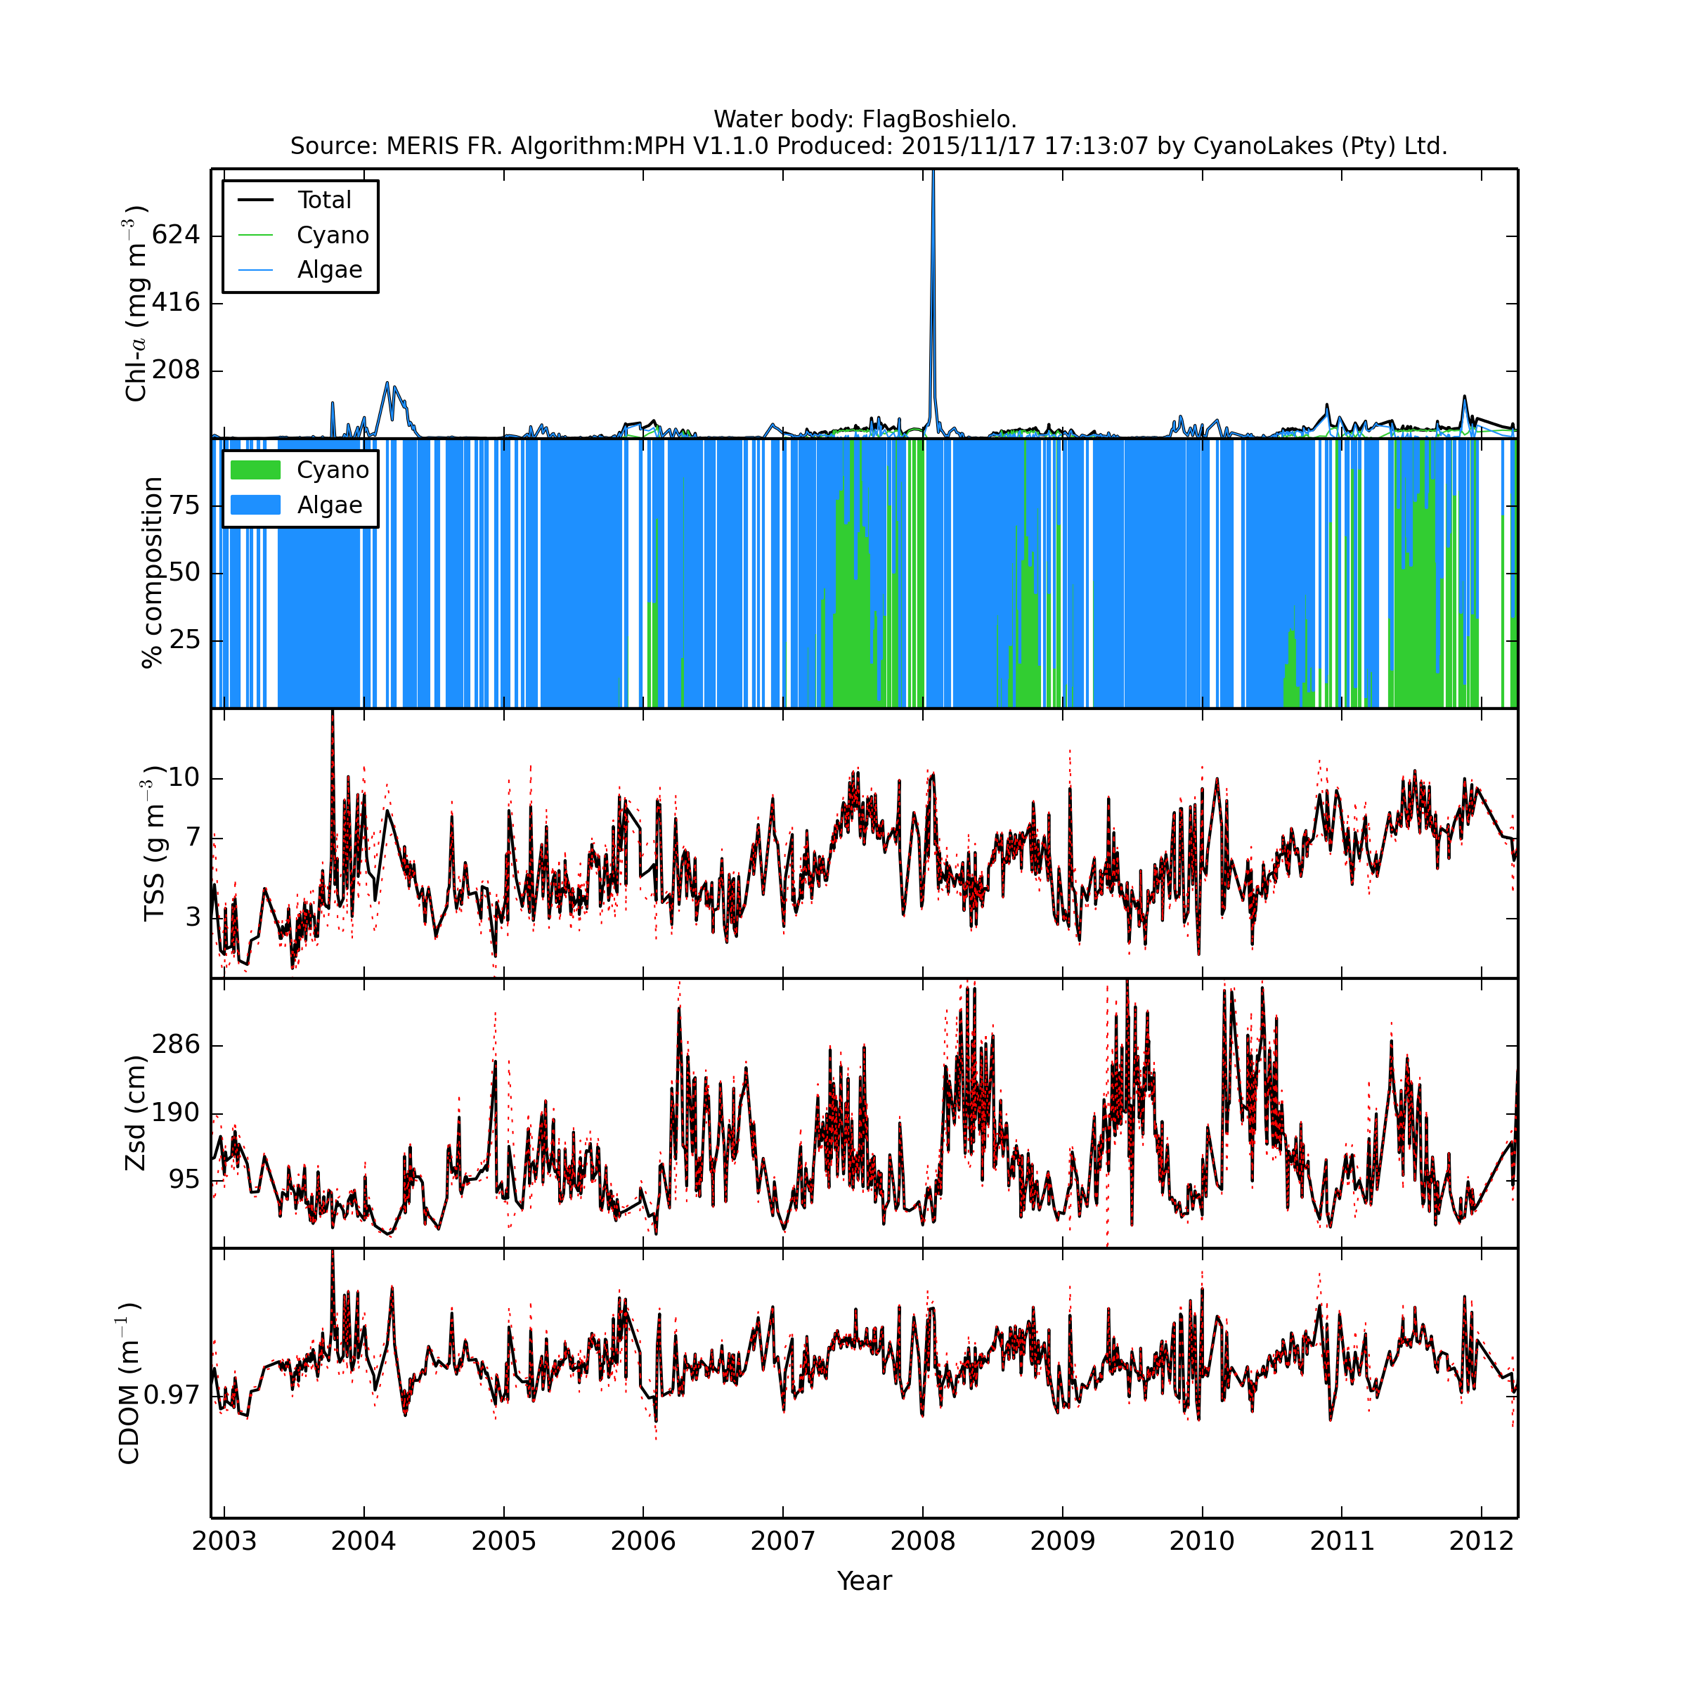 Water body: FlagBoshielo.
Source: MERIS FR. Algorithm:MPH V1.1.0 Produced: 2015/11/17 17:13:07 by CyanoLakes (Pty) Ltd.
Chl-a (mg m⁻³)
624
416
208
Total
Cyano
Algae
% composition
75
50
25
Cyano
Algae
TSS (g m⁻³)
10
7
3
Zsd (cm)
286
190
95
CDOM (m⁻¹)
0.97
2003 2004 2005 2006 2007 2008 2009 2010 2011 2012
Year